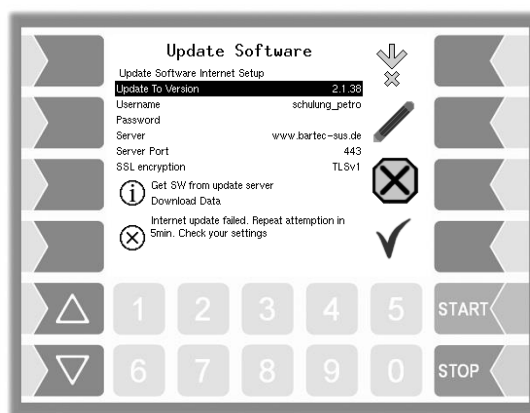 Update Software
Update Software Internet Setup
Update To Version 2.1.38
Username schulung_petro
Password
Server www.bartec-sus.de
Server Port 443
SSL encryption TLSv1
i Get SW from update server
Download Data
Internet update failed. Repeat attemption in
5min. Check your settings
1 2 3 4 5 START
6 7 8 9 0 STOP